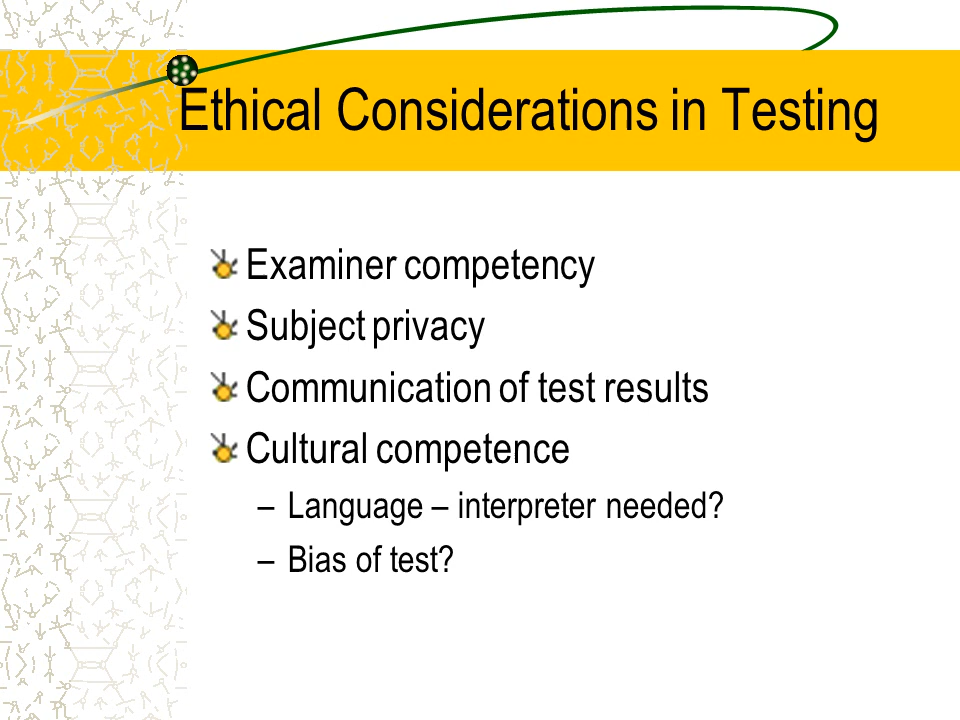 Ethical Considerations in Testing
Examiner competency
Subject privacy
Communication of test results
Cultural competence
– Language – interpreter needed?
– Bias of test?